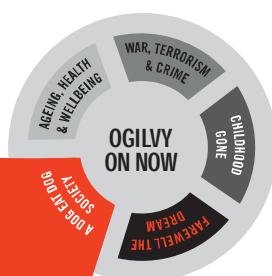 WAR, TERRORISM
& CRIME
AGEING, HEALTH
& WELLBEING
OGILVY
ON NOW
CHILDHOOD
GONE
A DOG EAT DOG
SOCIETY
FAREWELL THE
DREAM